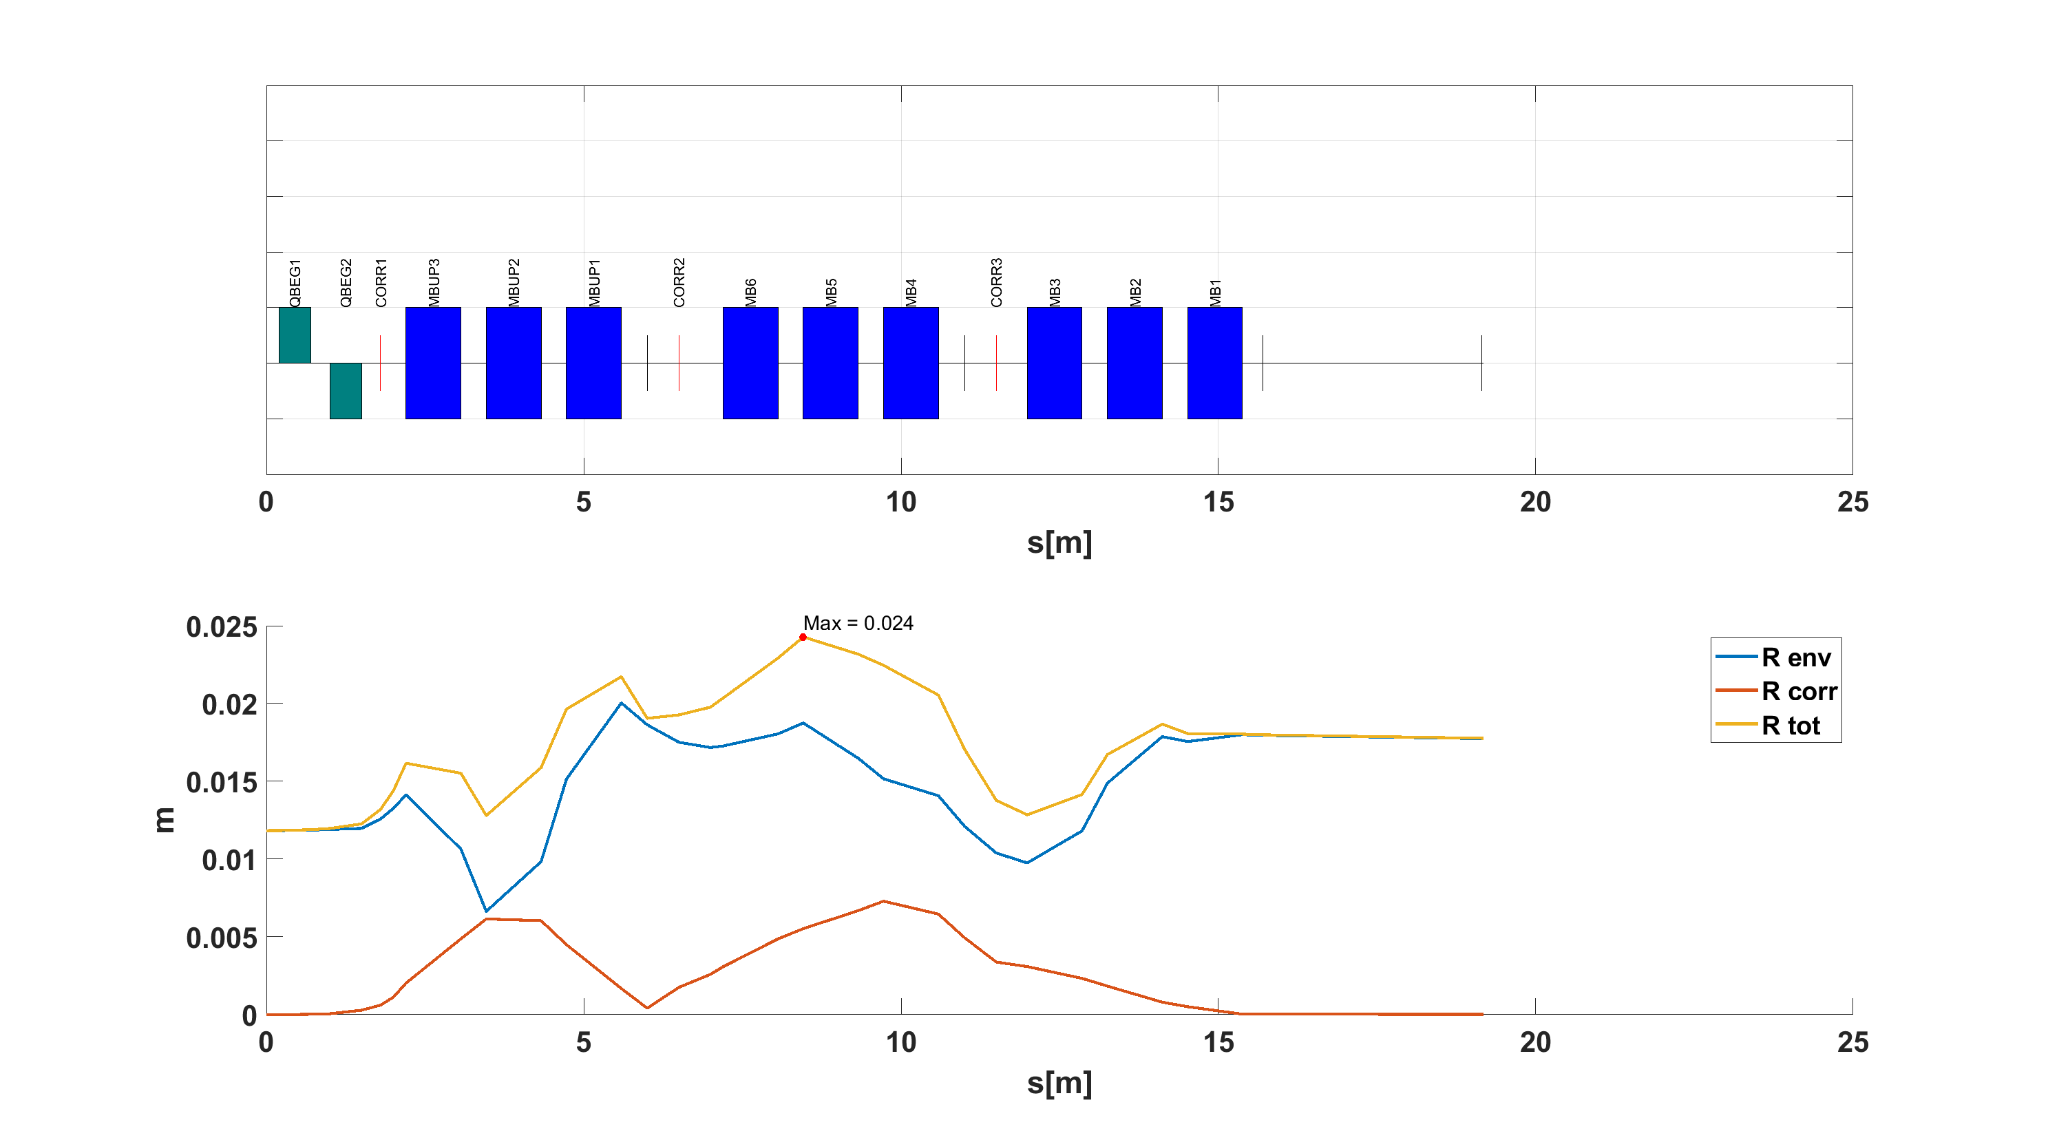 QBEG1
QBEG2
CORR1
MBUP3
MBUP2
MBUP1
CORR2
MB6
MB5
MB4
CORR3
MB3
MB2
MB1
0 5 10 15 20 25
s[m]
Max = 0.024
0.025
0.02
0.015
0.01
0.005
0
m
R env
R corr
R tot
0 5 10 15 20 25
s[m]